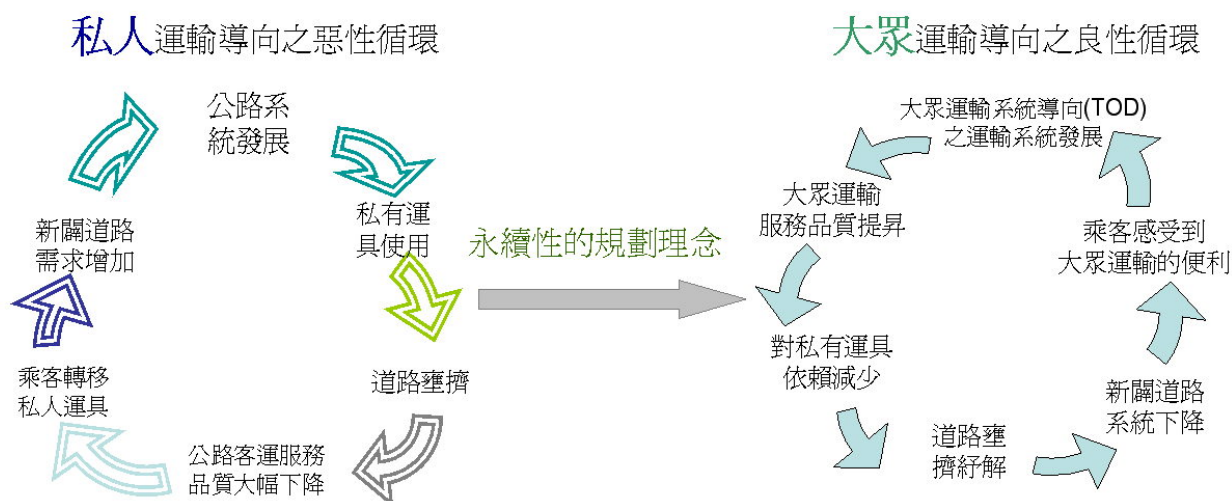 私人運輸導向之惡性循環
公路系
統發展
私有運
具使用
道路壅擠
公路客運服務
品質大幅下降
乘客轉移
私人運具
新闢道路
需求增加
永續性的規劃理念
大眾運輸導向之良性循環
大眾運輸系統導向(TOD)
之運輸系統發展
大眾運輸
服務品質提昇
對私有運具
依賴減少
道路壅
擠紓解
新闢道路
系統下降
乘客感受到
大眾運輸的便利